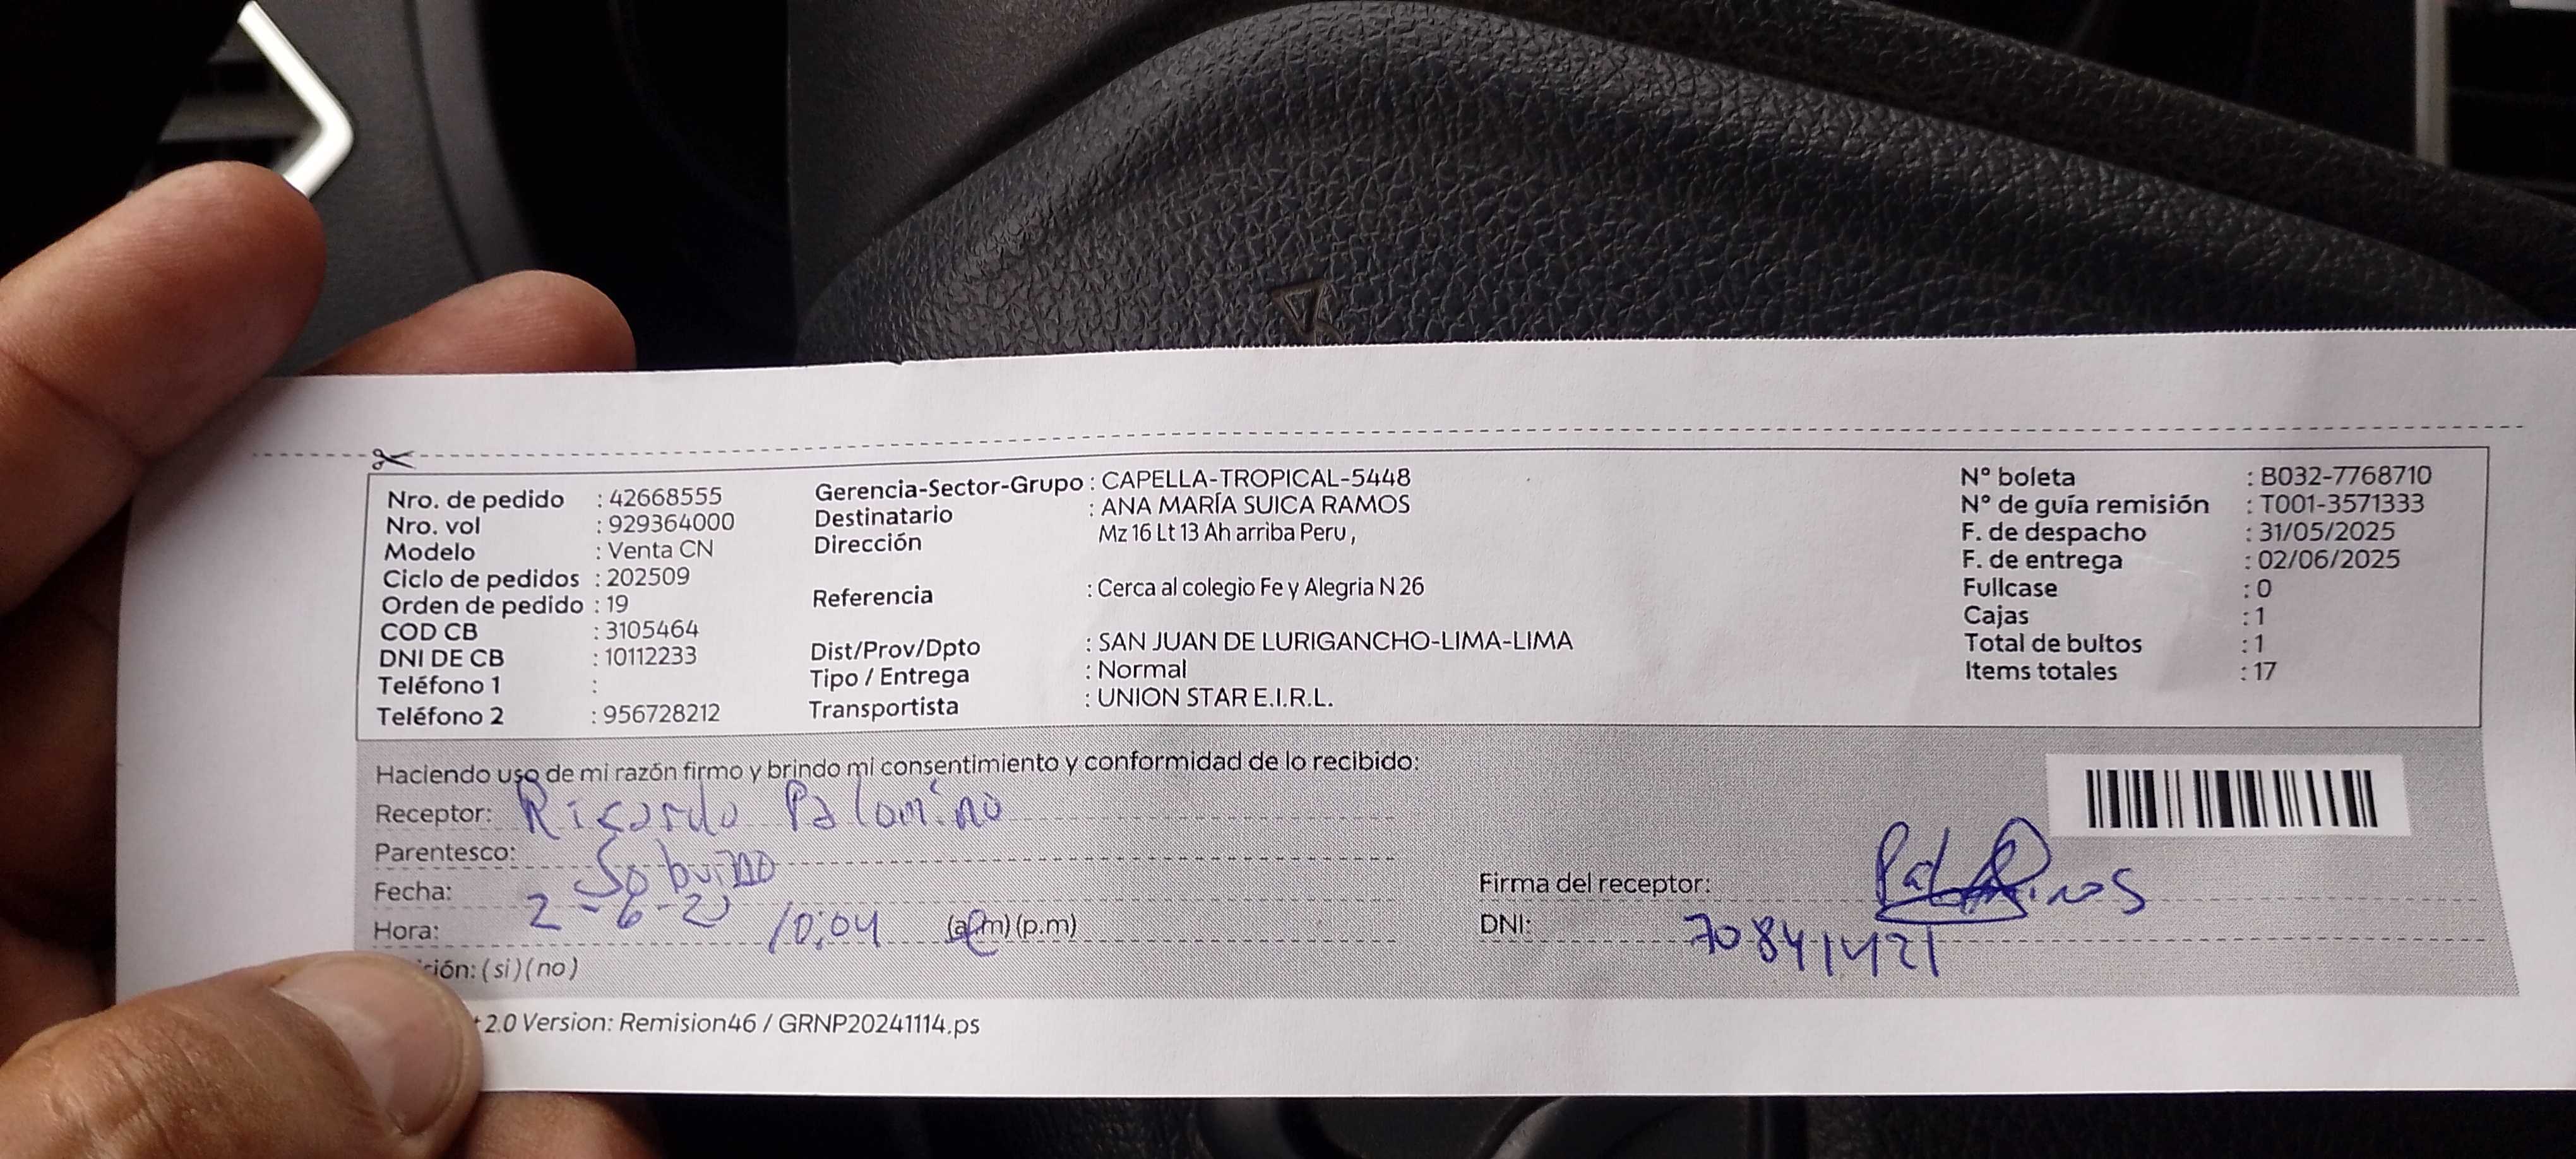 Nro. de pedido : 42668555
Nro. vol : 929364000
Modelo : Venta CN
Ciclo de pedidos : 202509
Orden de pedido : 19
COD CB : 3105464
DNI DE CB : 10112233
Teléfono 1 :
Teléfono 2 : 956728212
Gerencia-Sector-Grupo : CAPELLA-TROPICAL-5448
Destinatario : ANA MARÍA SUICA RAMOS
Dirección Mz 16 Lt 13 Ah arriba Peru ,
Referencia : Cerca al colegio Fe y Alegria N 26
Dist/Prov/Dpto : SAN JUAN DE LURIGANCHO-LIMA-LIMA
Tipo / Entrega : Normal
Transportista : UNION STAR E.I.R.L.
N° boleta : B032-7768710
N° de guía remisión : T001-3571333
F. de despacho : 31/05/2025
F. de entrega : 02/06/2025
Fullcase : 0
Cajas : 1
Total de bultos : 1
Items totales : 17
Haciendo uso de mi razón firmo y brindo mi consentimiento y conformidad de lo recibido:
Receptor: Ricardo Palomino
Parentesco: Sobrino
Fecha: 2-6-2
Hora: 10:04 (a.m) (p.m)
ción: (si) (no)
Firma del receptor:
DNI: 70841421
2.0 Version: Remision46 / GRNP20241114.ps